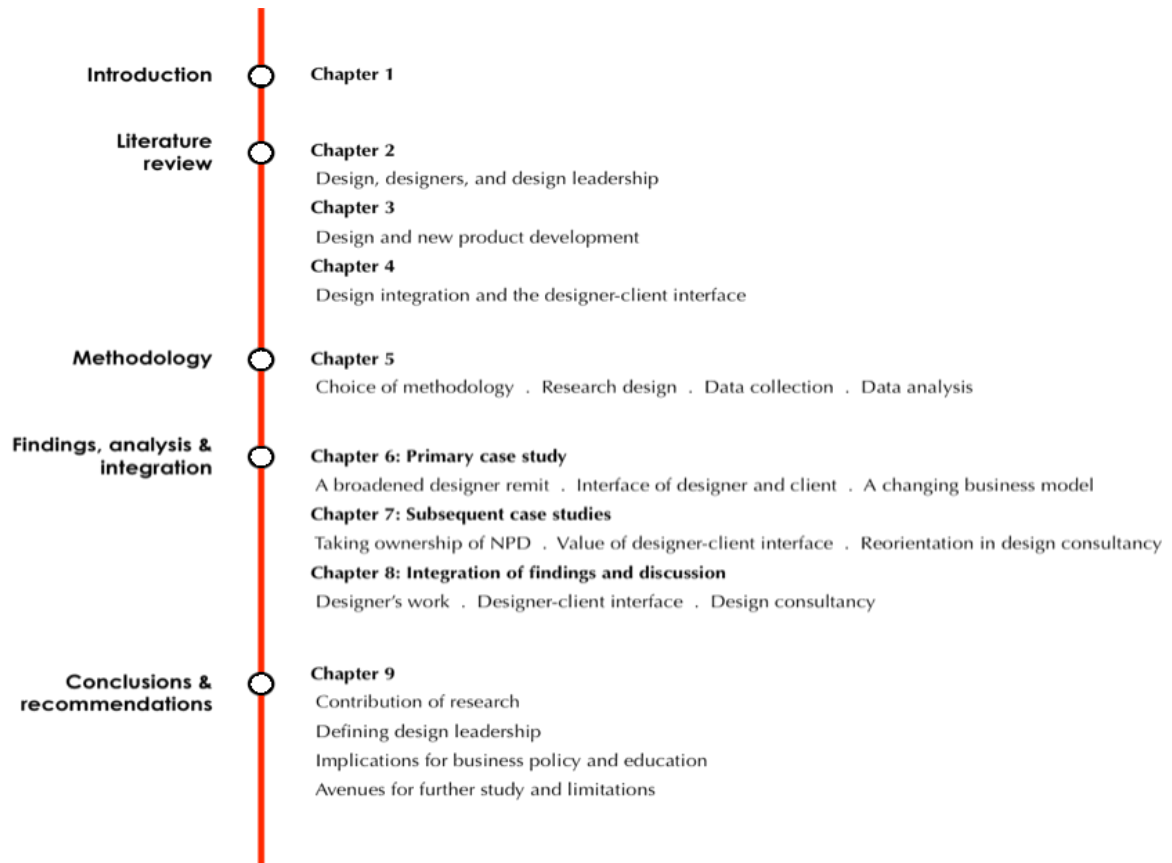 Introduction
Chapter 1
Literature
review
Chapter 2
Design, designers, and design leadership
Chapter 3
Design and new product development
Chapter 4
Design integration and the designer-client interface
Methodology
Chapter 5
Choice of methodology . Research design . Data collection . Data analysis
Findings, analysis &
integration
Chapter 6: Primary case study
A broadened designer remit . Interface of designer and client . A changing business model
Chapter 7: Subsequent case studies
Taking ownership of NPD . Value of designer-client interface . Reorientation in design consultancy
Chapter 8: Integration of findings and discussion
Designer's work . Designer-client interface . Design consultancy
Conclusions &
recommendations
Chapter 9
Contribution of research
Defining design leadership
Implications for business policy and education
Avenues for further study and limitations